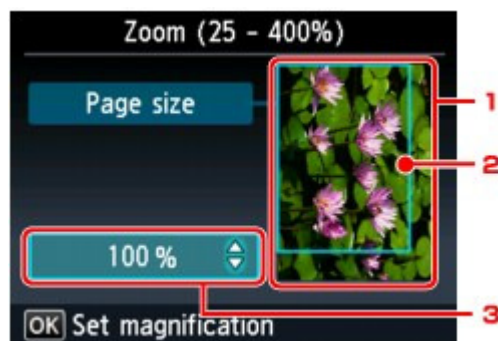 Zoom (25 - 400%)
Page size
1
2
100 %
3
OK Set magnification